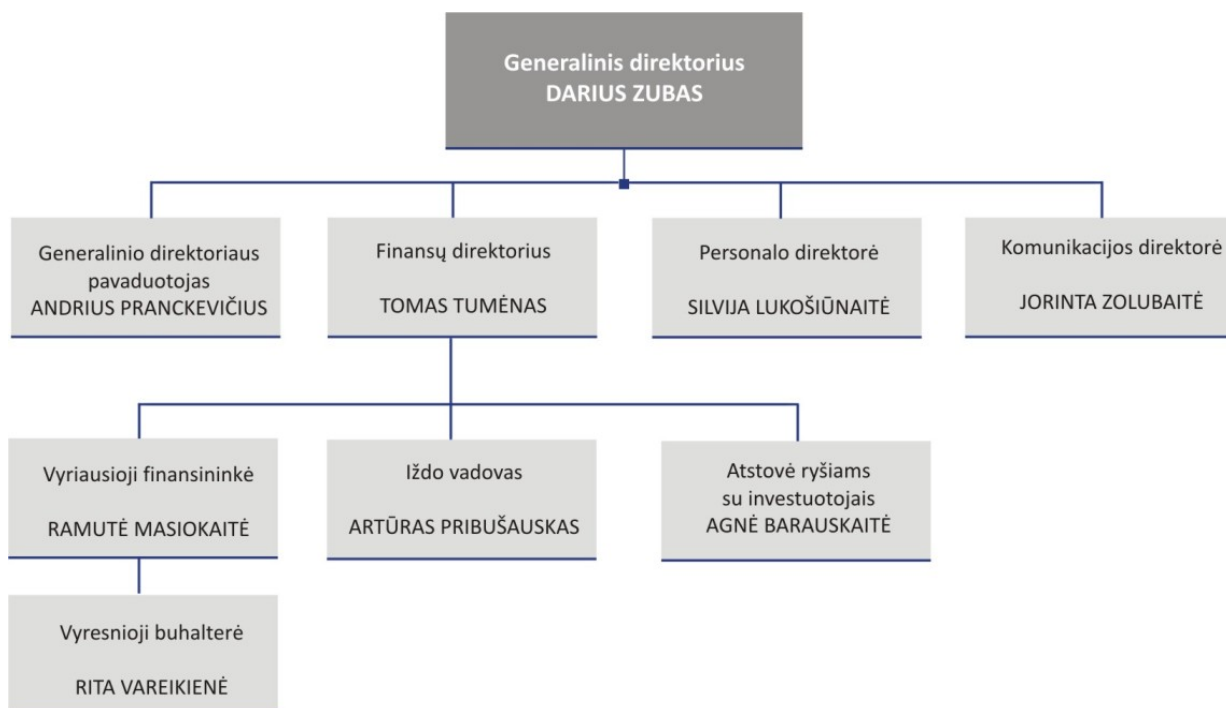 Generalinis direktorius
DARIUS ZUBAS
Generalinio direktoriaus
pavaduotojas
ANDRIUS PRANCKEVIČIUS
Finansų direktorius
TOMAS TUMĖNAS
Personalo direktorė
SILVIJA LUKOŠIŪNAITĖ
Komunikacijos direktorė
JORINTA ZOLUBAITĖ
Vyriausioji finansininkė
RAMUTĖ MASIOKAITĖ
Iždo vadovas
ARTŪRAS PRIBUŠAUSKAS
Atstovė ryšiams
su investuotojais
AGNĖ BARAUSKAITĖ
Vyresnioji buhalterė
RITA VAREIKIENĖ